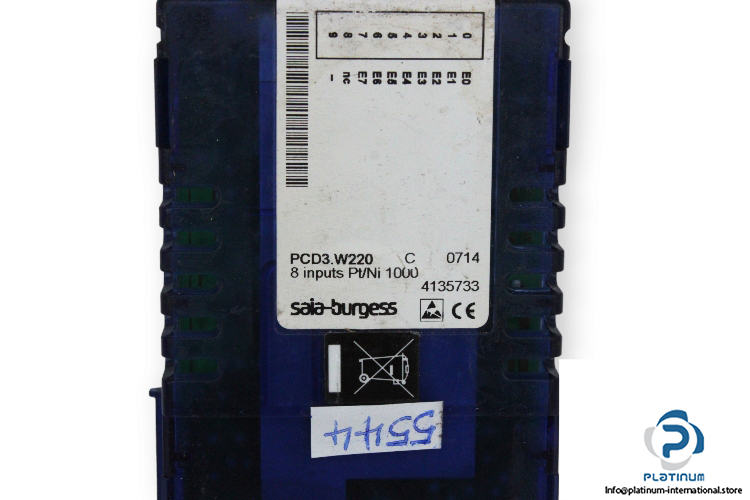 0 E0
1 E1
2 E2
3 E3
4 E4
5 E5
6 E6
7 E7
8 nc
9 –
PCD3.W220 C 0714
8 inputs Pt/Ni 1000
4135733
saia-burgess
CE
5544
PLATINUM
Info@platinum-international.store